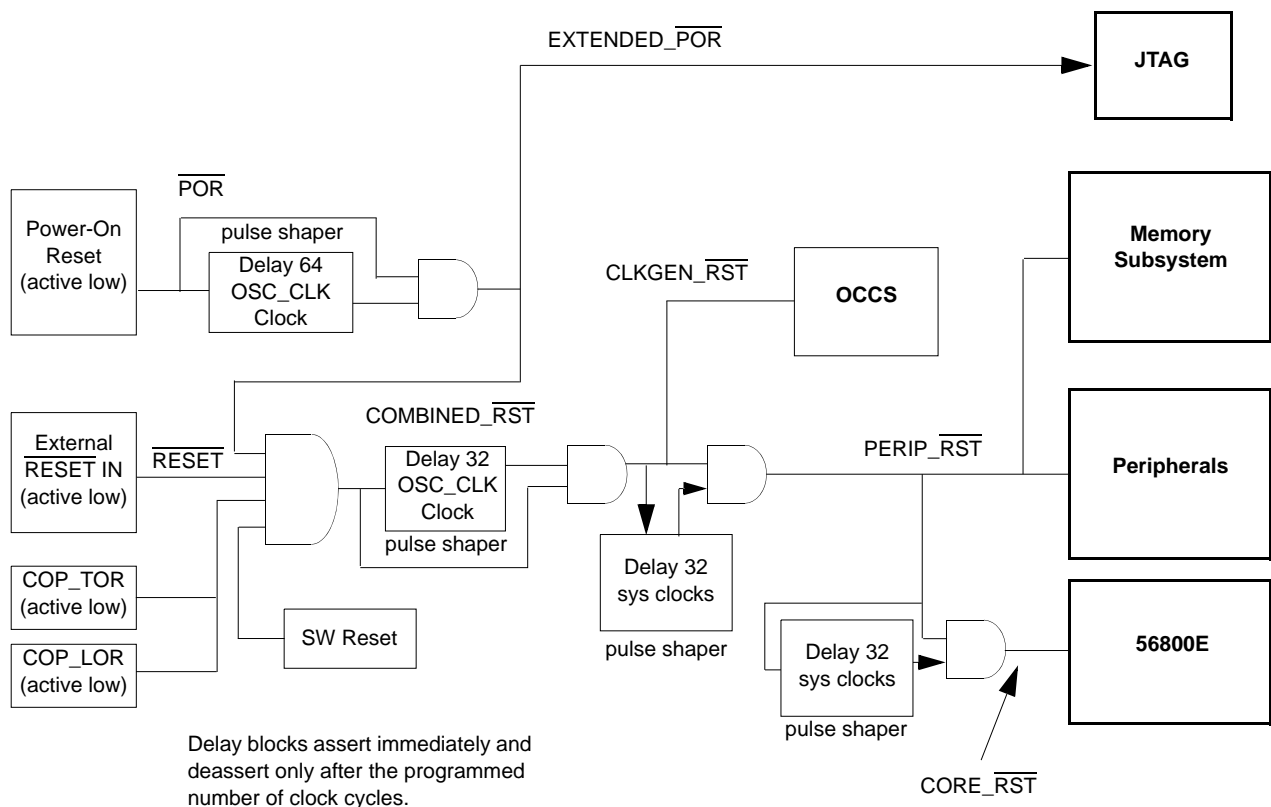 EXTENDED_POR
JTAG
POR
Power-On
Reset
(active low)
pulse shaper
Delay 64
OSC_CLK
Clock
CLKGEN_RST
OCCS
Memory
Subsystem
External
RESET IN
(active low)
RESET
COMBINED_RST
Delay 32
OSC_CLK
Clock
pulse shaper
PERIP_RST
Peripherals
COP_TOR
(active low)
SW Reset
COP_LOR
(active low)
Delay 32
sys clocks
pulse shaper
Delay 32
sys clocks
pulse shaper
56800E
CORE_RST
Delay blocks assert immediately and
deassert only after the programmed
number of clock cycles.